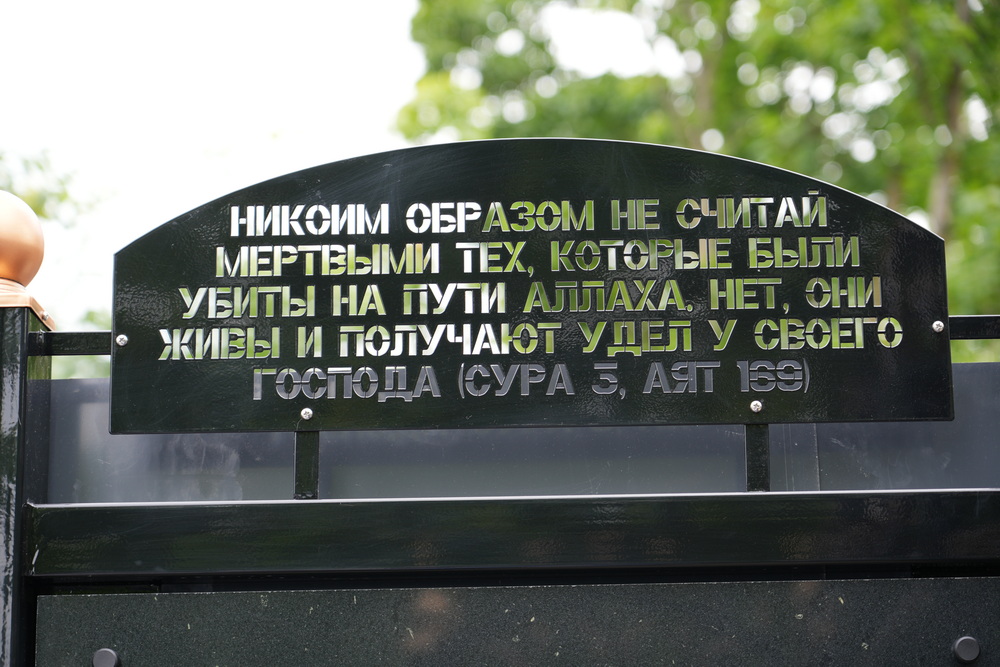 НИКОИМ ОБРАЗОМ НЕ СЧИТАЙ
МЕРТВЫМИ ТЕХ, КОТОРЫЕ БЫЛИ
УБИТЫ НА ПУТИ АЛЛАХА. НЕТ, ОНИ
ЖИВЫ И ПОЛУЧАЮТ УДЕЛ У СВОЕГО
ГОСПОДА (СУРА 3, АЯТ 169)